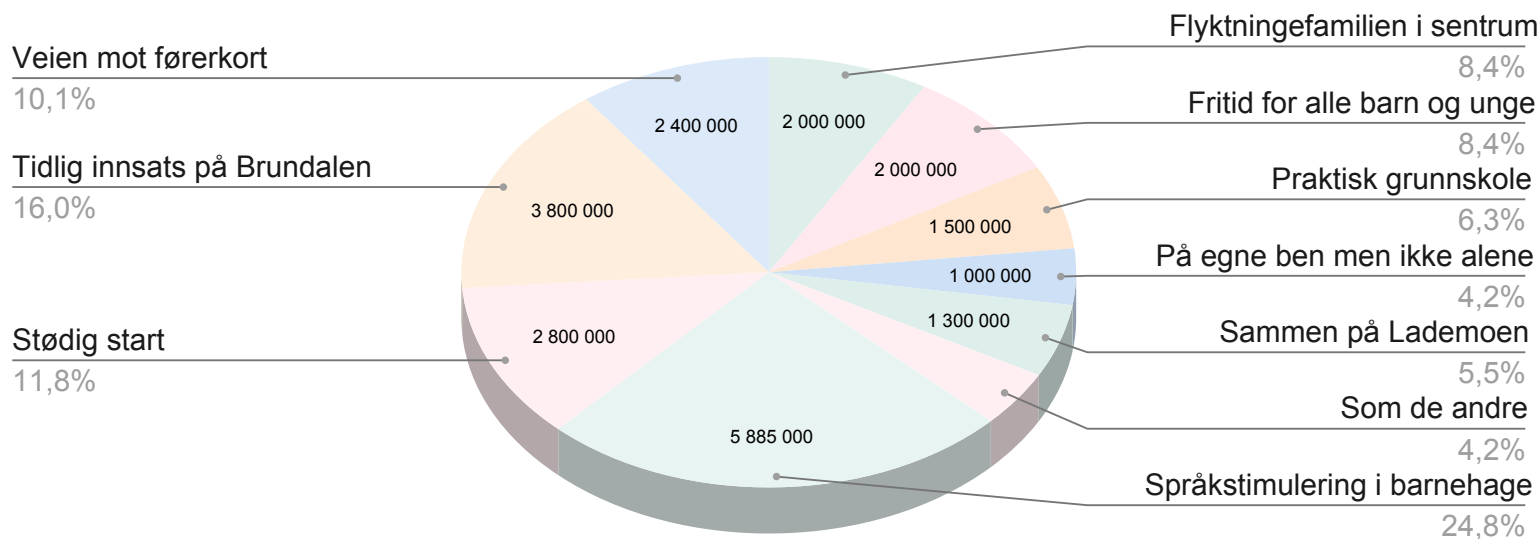 Flyktningefamilien i sentrum
8,4%
Fritid for alle barn og unge
8,4%
Praktisk grunnskole
6,3%
På egne ben men ikke alene
4,2%
Sammen på Lademoen
5,5%
Som de andre
4,2%
Språkstimulering i barnehage
24,8%
Veien mot førerkort
10,1%
Tidlig innsats på Brundalen
16,0%
Stødig start
11,8%
2 400 000
2 000 000
2 000 000
3 800 000
1 500 000
1 000 000
1 300 000
2 800 000
5 885 000